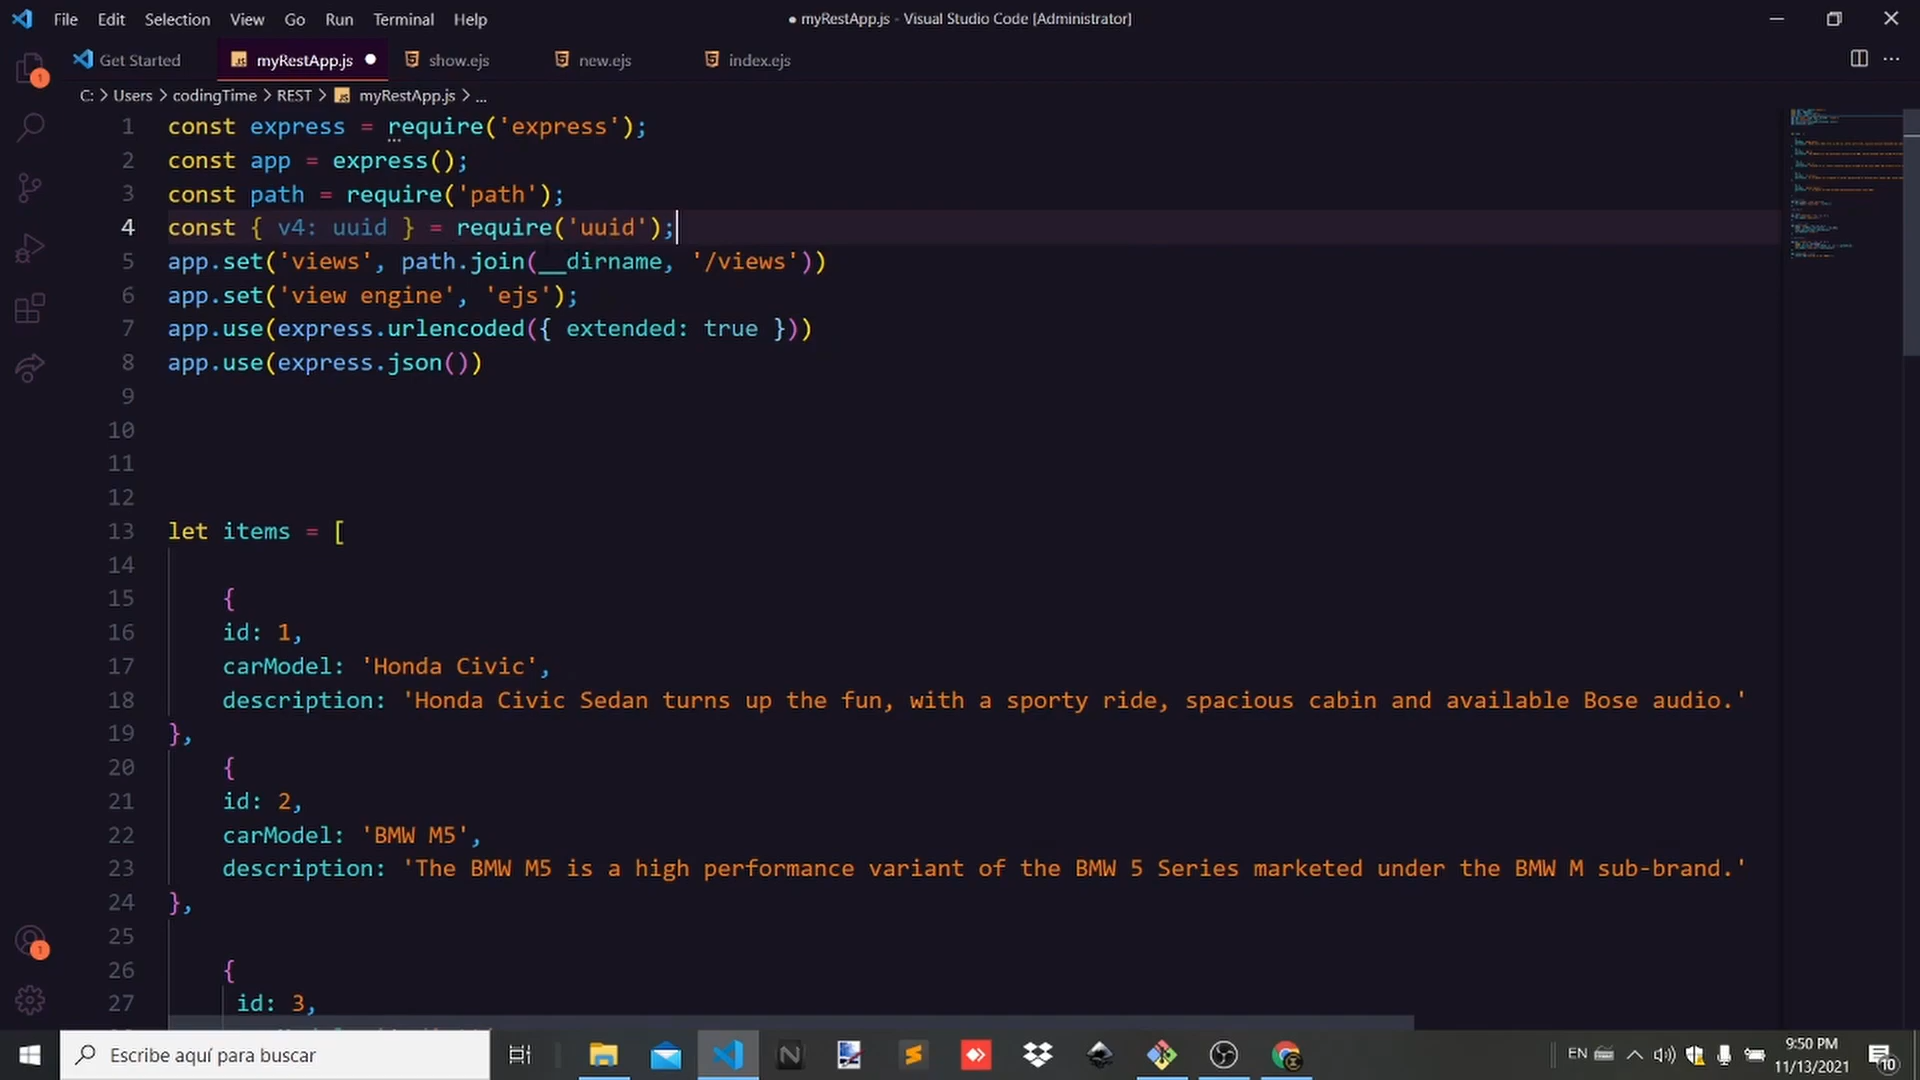 File Edit Selection View Go Run Terminal Help
● myRestApp.js - Visual Studio Code [Administrator]
Get Started myRestApp.js ● show.ejs new.ejs index.ejs ...
C: > Users > codingTime > REST > myRestApp.js > ...
1 const express = require('express');
2 const app = express();
3 const path = require('path');
4 const { v4: uuid } = require('uuid');
5 app.set('views', path.join(__dirname, '/views'))
6 app.set('view engine', 'ejs');
7 app.use(express.urlencoded({ extended: true }))
8 app.use(express.json())
9
10
11
12
13 let items = [
14
15 {
16 id: 1,
17 carModel: 'Honda Civic',
18 description: 'Honda Civic Sedan turns up the fun, with a sporty ride, spacious cabin and available Bose audio.'
19 },
20 {
21 id: 2,
22 carModel: 'BMW M5',
23 description: 'The BMW M5 is a high performance variant of the BMW 5 Series marketed under the BMW M sub-brand.'
24 },
25
26 {
27 id: 3,
1
1
Escribe aquí para buscar
EN
9:50 PM
11/13/2021
10